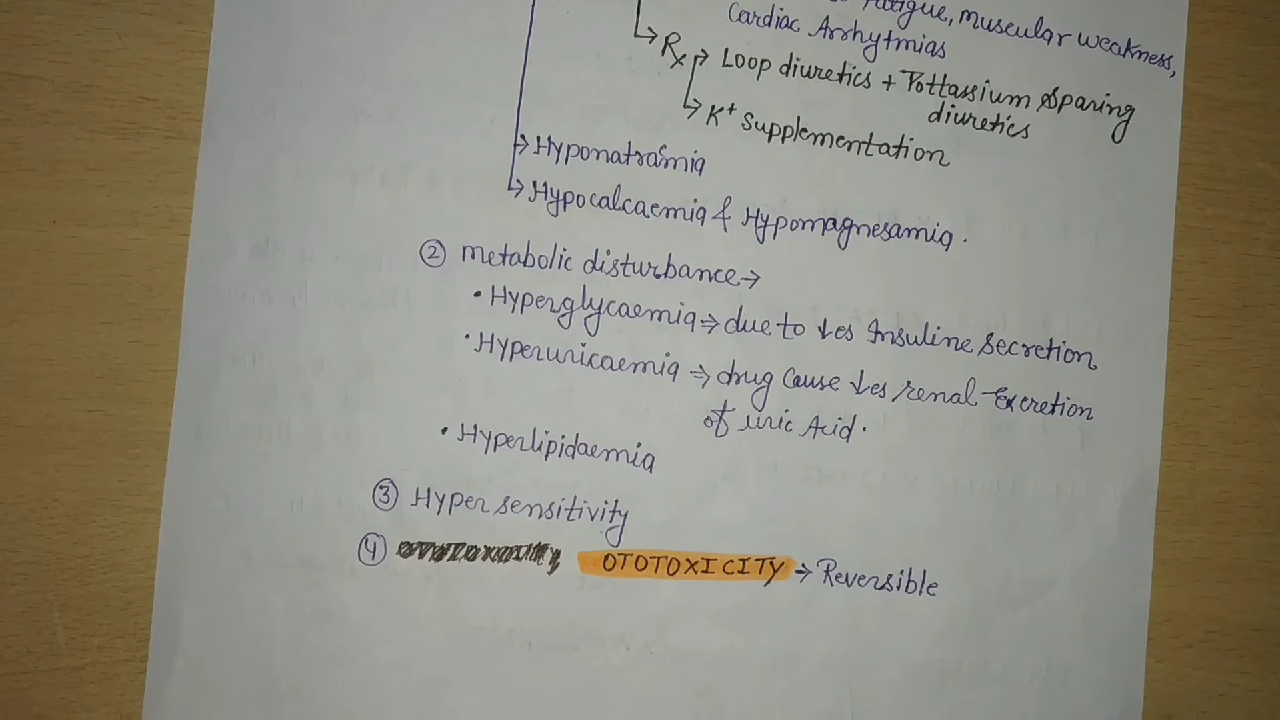 Fatigue, muscular weakness,
Cardiac Arrhytmias
↳ Rx → Loop diuretics + Pottassium Sparing
diuretics
↳ K⁺ Supplementation
→ Hyponatramia
↳ Hypocalcaemia & Hypomagnesamia.
② metabolic disturbance →
• Hyperglycaemia ⇒ due to ↓es Insuline Secretion
• Hyperuricaemia ⇒ drug Cause ↓es renal Excretion
of uric Acid.
• Hyperlipidaemia
③ Hyper sensitivity
④ OTOTOXICITY → Reversible